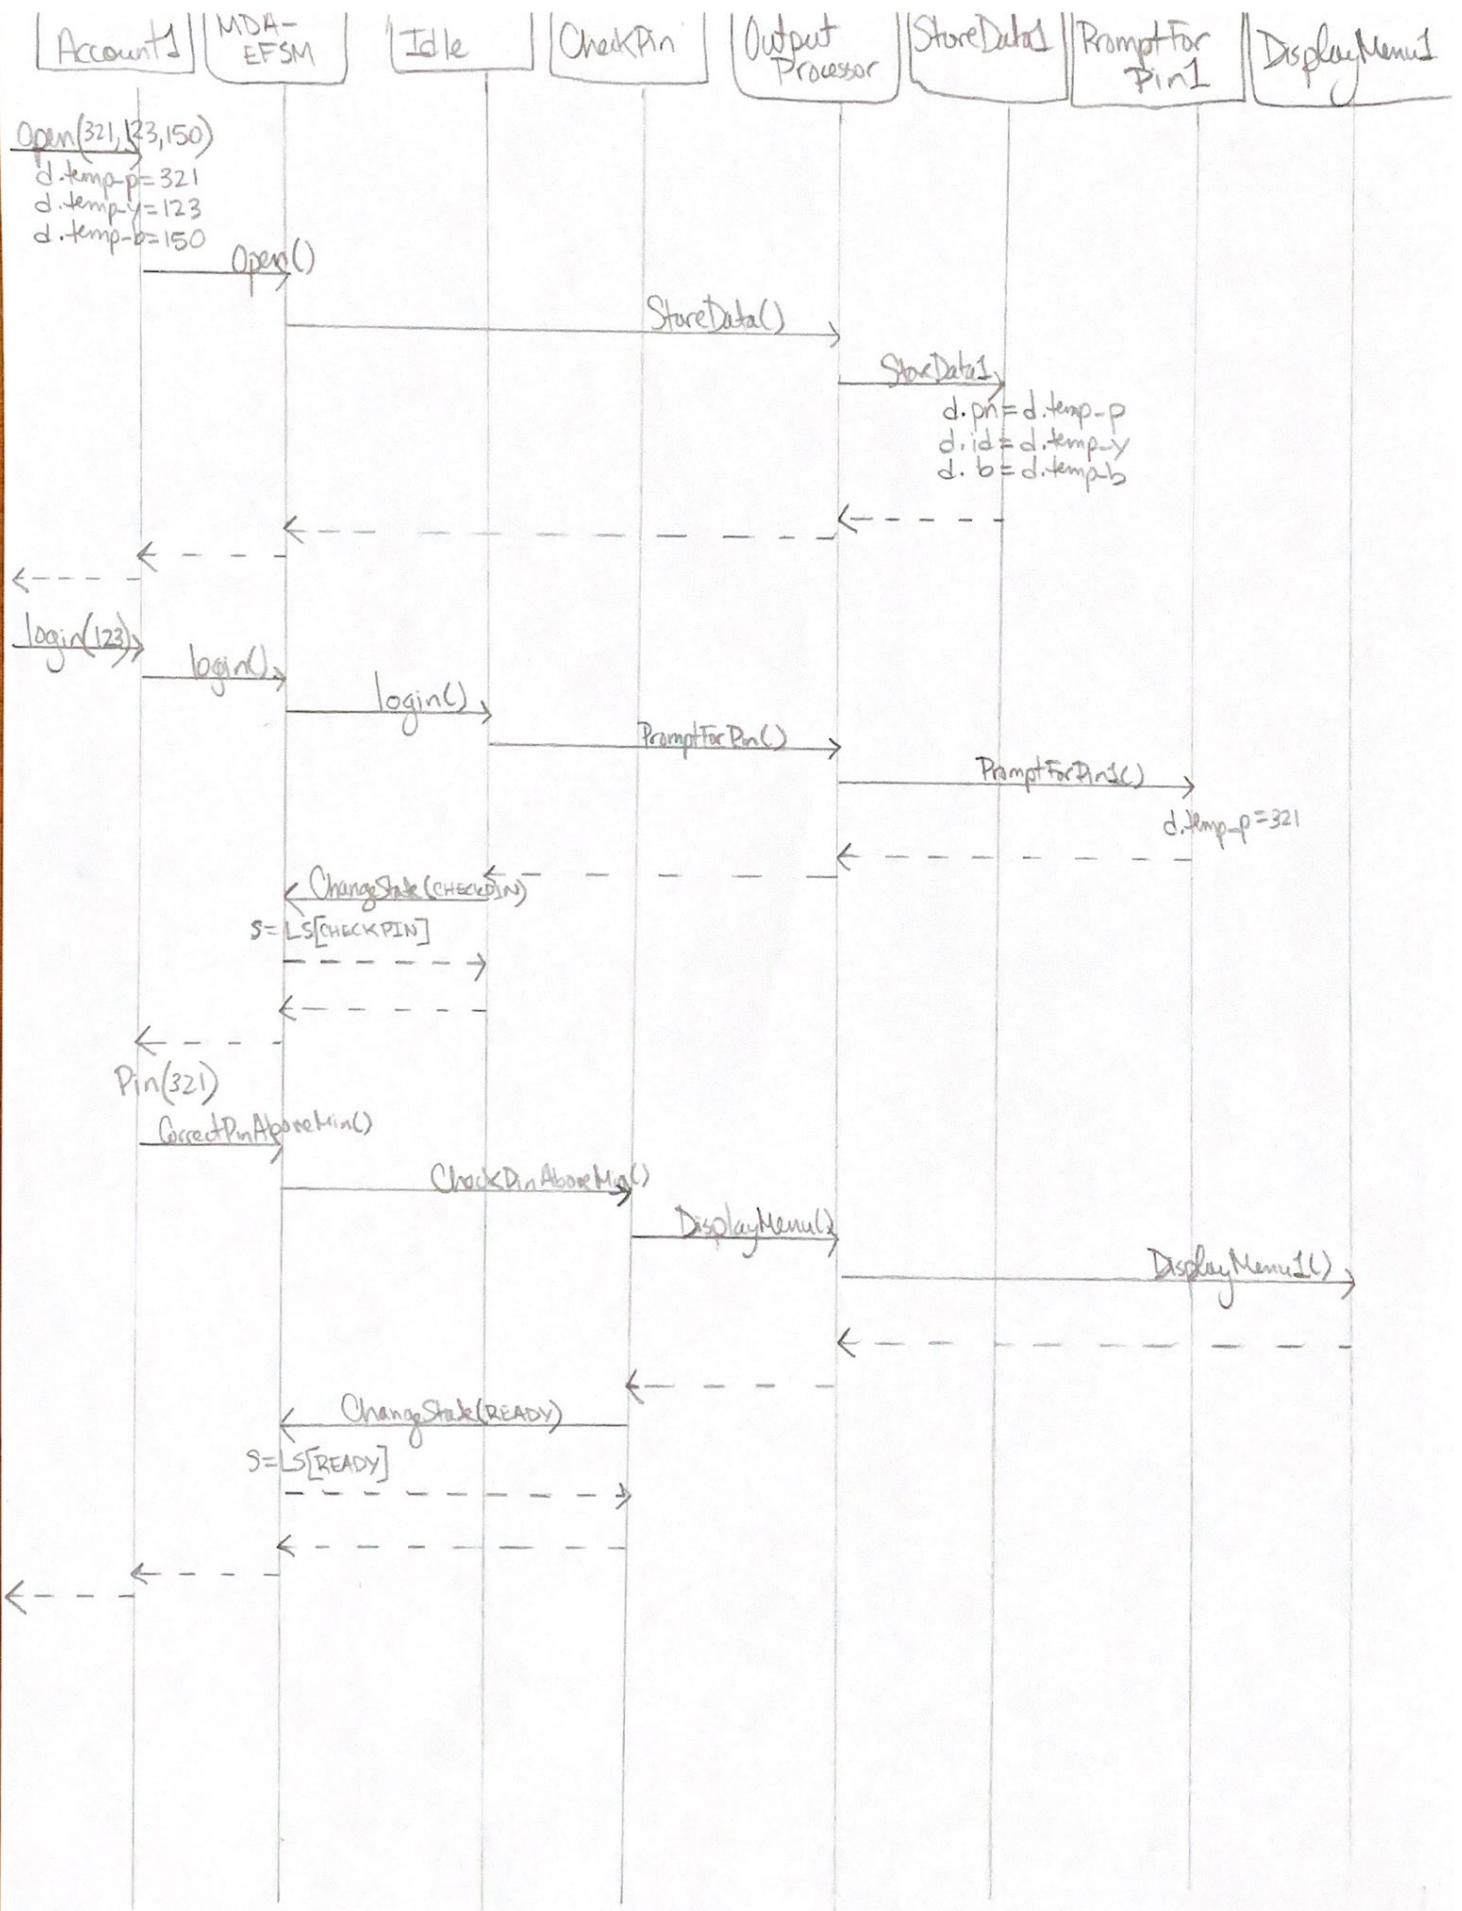 Account1
MDA-
EFSM
Idle
CheckPin
Output
Processor
StoreData1
PromptFor
Pin1
DisplayMenu1
Open(321,123,150)
d.temp-p=321
d.temp-y=123
d.temp-b=150
Open()
StoreData()
StoreData1
d.pn=d.temp-p
d.id=d.temp-y
d.b=d.temp-b
login(123)
login()
login()
PromptForPin()
PromptForPin1()
d.temp-p=321
ChangeState(CHECKPIN)
S=LS[CHECKPIN]
Pin(321)
CorrectPinAboveMin()
CheckPinAboveMin()
DisplayMenu()
DisplayMenu1()
ChangeState(READY)
S=LS[READY]